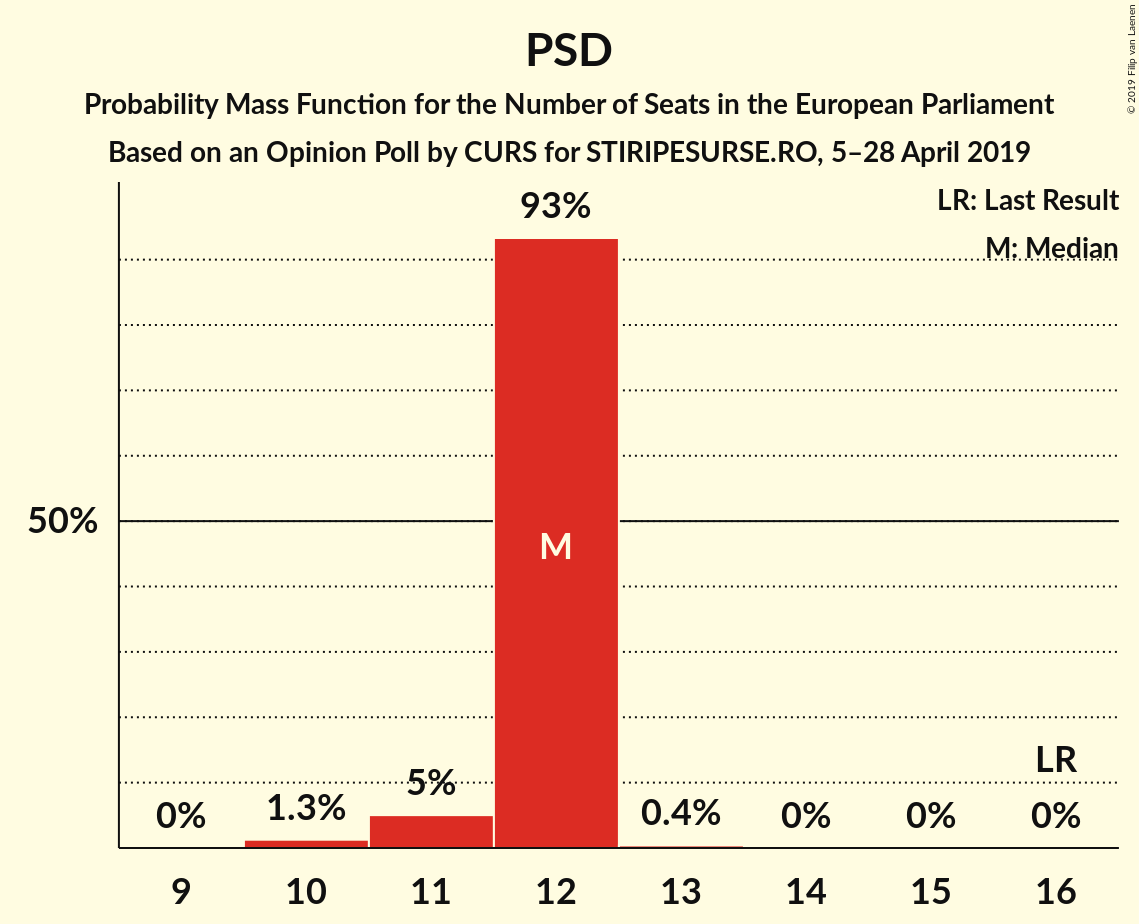 PSD
Probability Mass Function for the Number of Seats in the European Parliament
Based on an Opinion Poll by CURS for STIRIPESURSE.RO, 5–28 April 2019
© 2019 Filip van Laenen
LR: Last Result
M: Median
93%
50%
M
LR
0%
1.3%
5%
0.4%
0%
0%
0%
9
10
11
12
13
14
15
16